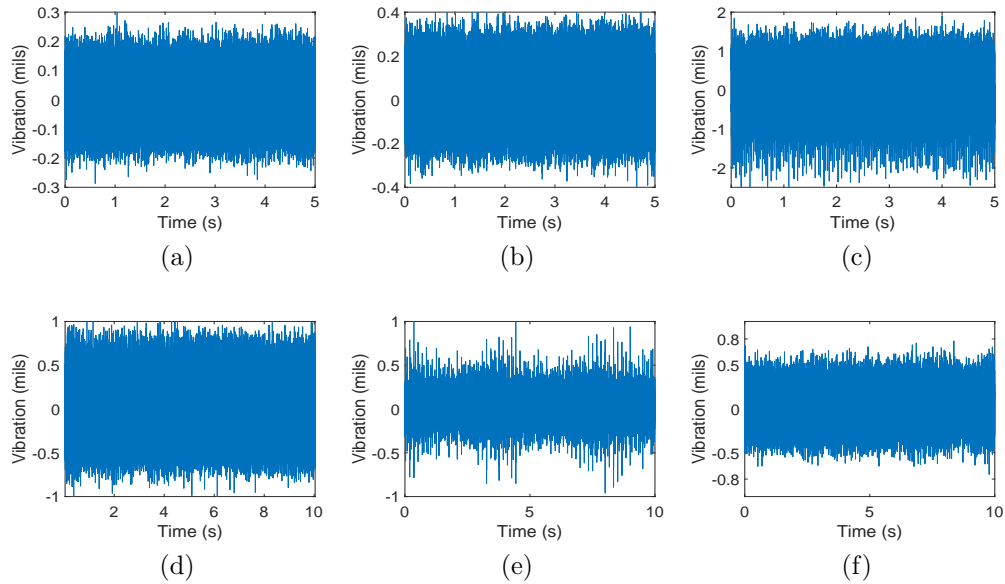 Vibration (mils)
0.3
0.2
0.1
0
-0.1
-0.2
-0.3
0 1 2 3 4 5
Time (s)
(a)
Vibration (mils)
0.4
0.2
0
-0.2
-0.4
0 1 2 3 4 5
Time (s)
(b)
Vibration (mils)
2
1
0
-1
-2
0 1 2 3 4 5
Time (s)
(c)
Vibration (mils)
1
0.5
0
-0.5
-1
2 4 6 8 10
Time (s)
(d)
Vibration (mils)
1
0.5
0
-0.5
-1
0 5 10
Time (s)
(e)
Vibration (mils)
0.8
0.5
0
-0.5
-0.8
0 5 10
Time (s)
(f)